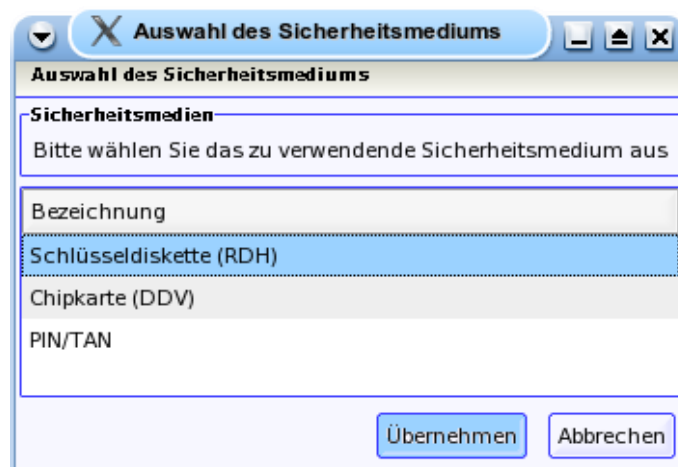 Auswahl des Sicherheitsmediums
Auswahl des Sicherheitsmediums
Sicherheitsmedien
Bitte wählen Sie das zu verwendende Sicherheitsmedium aus
Bezeichnung
Schlüsseldiskette (RDH)
Chipkarte (DDV)
PIN/TAN
Übernehmen Abbrechen